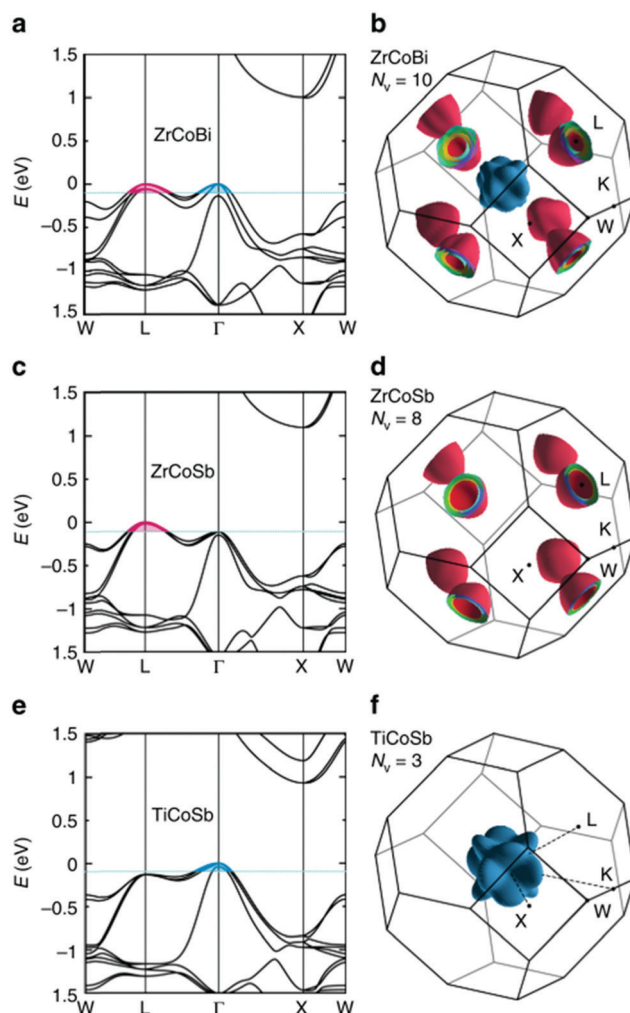 a
1.5
1
0.5
0
−0.5
−1
1.5
E (eV)
ZrCoBi
W L Γ X W
b
ZrCoBi
Nv = 10
L
K
W
X
c
1.5
1
0.5
0
−0.5
−1
1.5
E (eV)
ZrCoSb
W L Γ X W
d
ZrCoSb
Nv = 8
L
K
W
X
e
1.5
1
0.5
0
−0.5
−1
1.5
E (eV)
TiCoSb
W L Γ X W
f
TiCoSb
Nv = 3
L
K
W
X